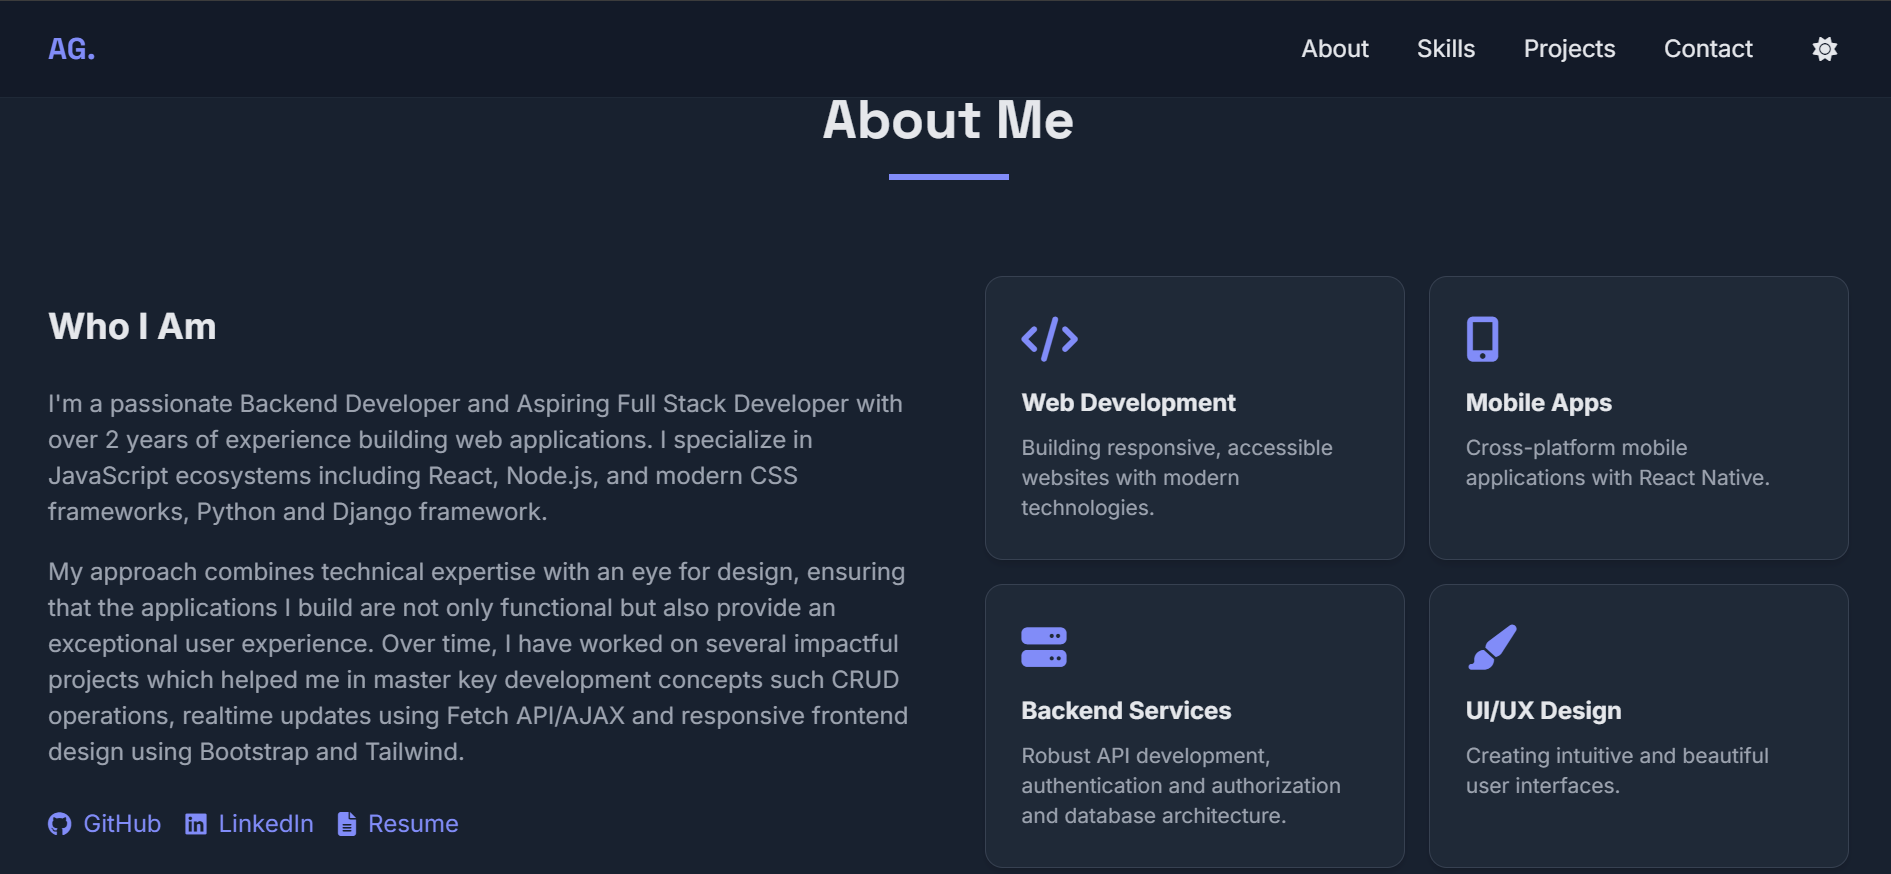 AG.
About
Skills
Projects
Contact
About Me
Who I Am
I'm a passionate Backend Developer and Aspiring Full Stack Developer with
over 2 years of experience building web applications. I specialize in
JavaScript ecosystems including React, Node.js, and modern CSS
frameworks, Python and Django framework.
My approach combines technical expertise with an eye for design, ensuring
that the applications I build are not only functional but also provide an
exceptional user experience. Over time, I have worked on several impactful
projects which helped me in master key development concepts such CRUD
operations, realtime updates using Fetch API/AJAX and responsive frontend
design using Bootstrap and Tailwind.
GitHub
LinkedIn
Resume
Web Development
Building responsive, accessible
websites with modern
technologies.
Mobile Apps
Cross-platform mobile
applications with React Native.
Backend Services
Robust API development,
authentication and authorization
and database architecture.
UI/UX Design
Creating intuitive and beautiful
user interfaces.